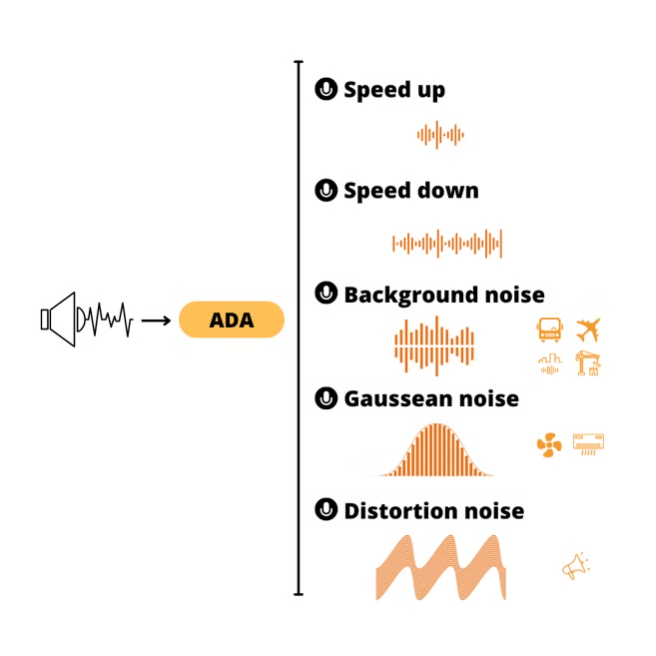 Speed up
Speed down
Background noise
ADA
Gaussean noise
Distortion noise